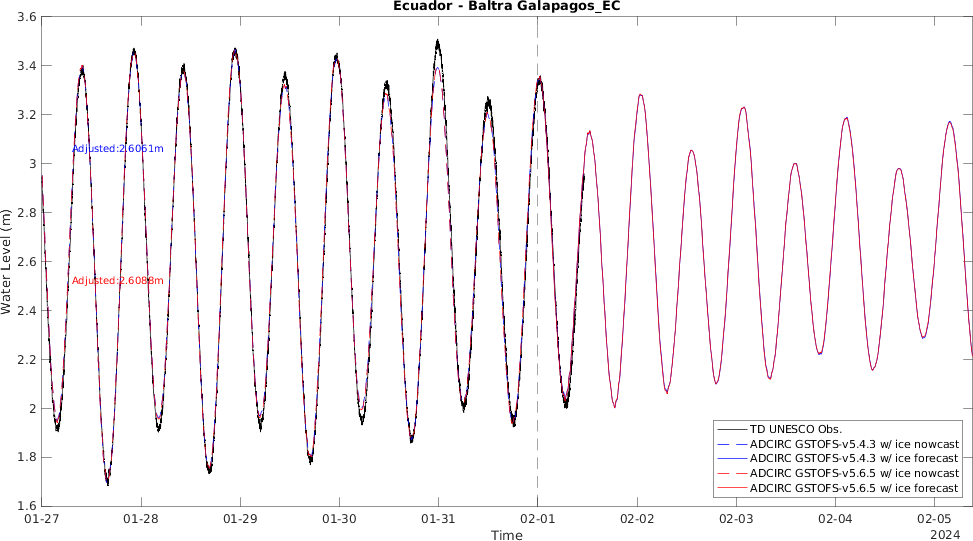 Ecuador - Baltra Galapagos_EC
3.6
3.4
3.2
3
2.8
2.6
2.4
2.2
2
1.8
1.6
Water Level (m)
Adjusted:2.6061m
Adjusted:2.6088m
TD UNESCO Obs.
ADCIRC GSTOFS-v5.4.3 w/ ice nowcast
ADCIRC GSTOFS-v5.4.3 w/ ice forecast
ADCIRC GSTOFS-v5.6.5 w/ ice nowcast
ADCIRC GSTOFS-v5.6.5 w/ ice forecast
01-27 01-28 01-29 01-30 01-31 02-01 02-02 02-03 02-04 02-05
2024
Time